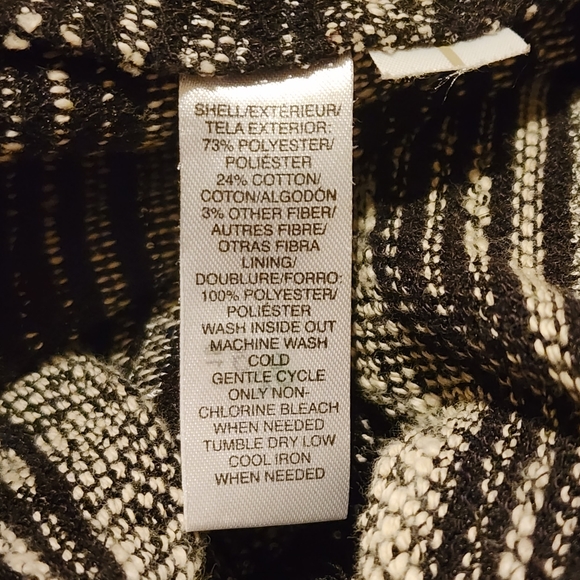 SHELL/EXTÉRIEUR/
TELA EXTERIOR:
73% POLYESTER/
POLIÉSTER
24% COTTON/
COTON/ALGODÓN
3% OTHER FIBER/
AUTRES FIBRE/
OTRAS FIBRA
LINING/
DOUBLURE/FORRO:
100% POLYESTER/
POLIÉSTER
WASH INSIDE OUT
MACHINE WASH
COLD
GENTLE CYCLE
ONLY NON-
CHLORINE BLEACH
WHEN NEEDED
TUMBLE DRY LOW
COOL IRON
WHEN NEEDED